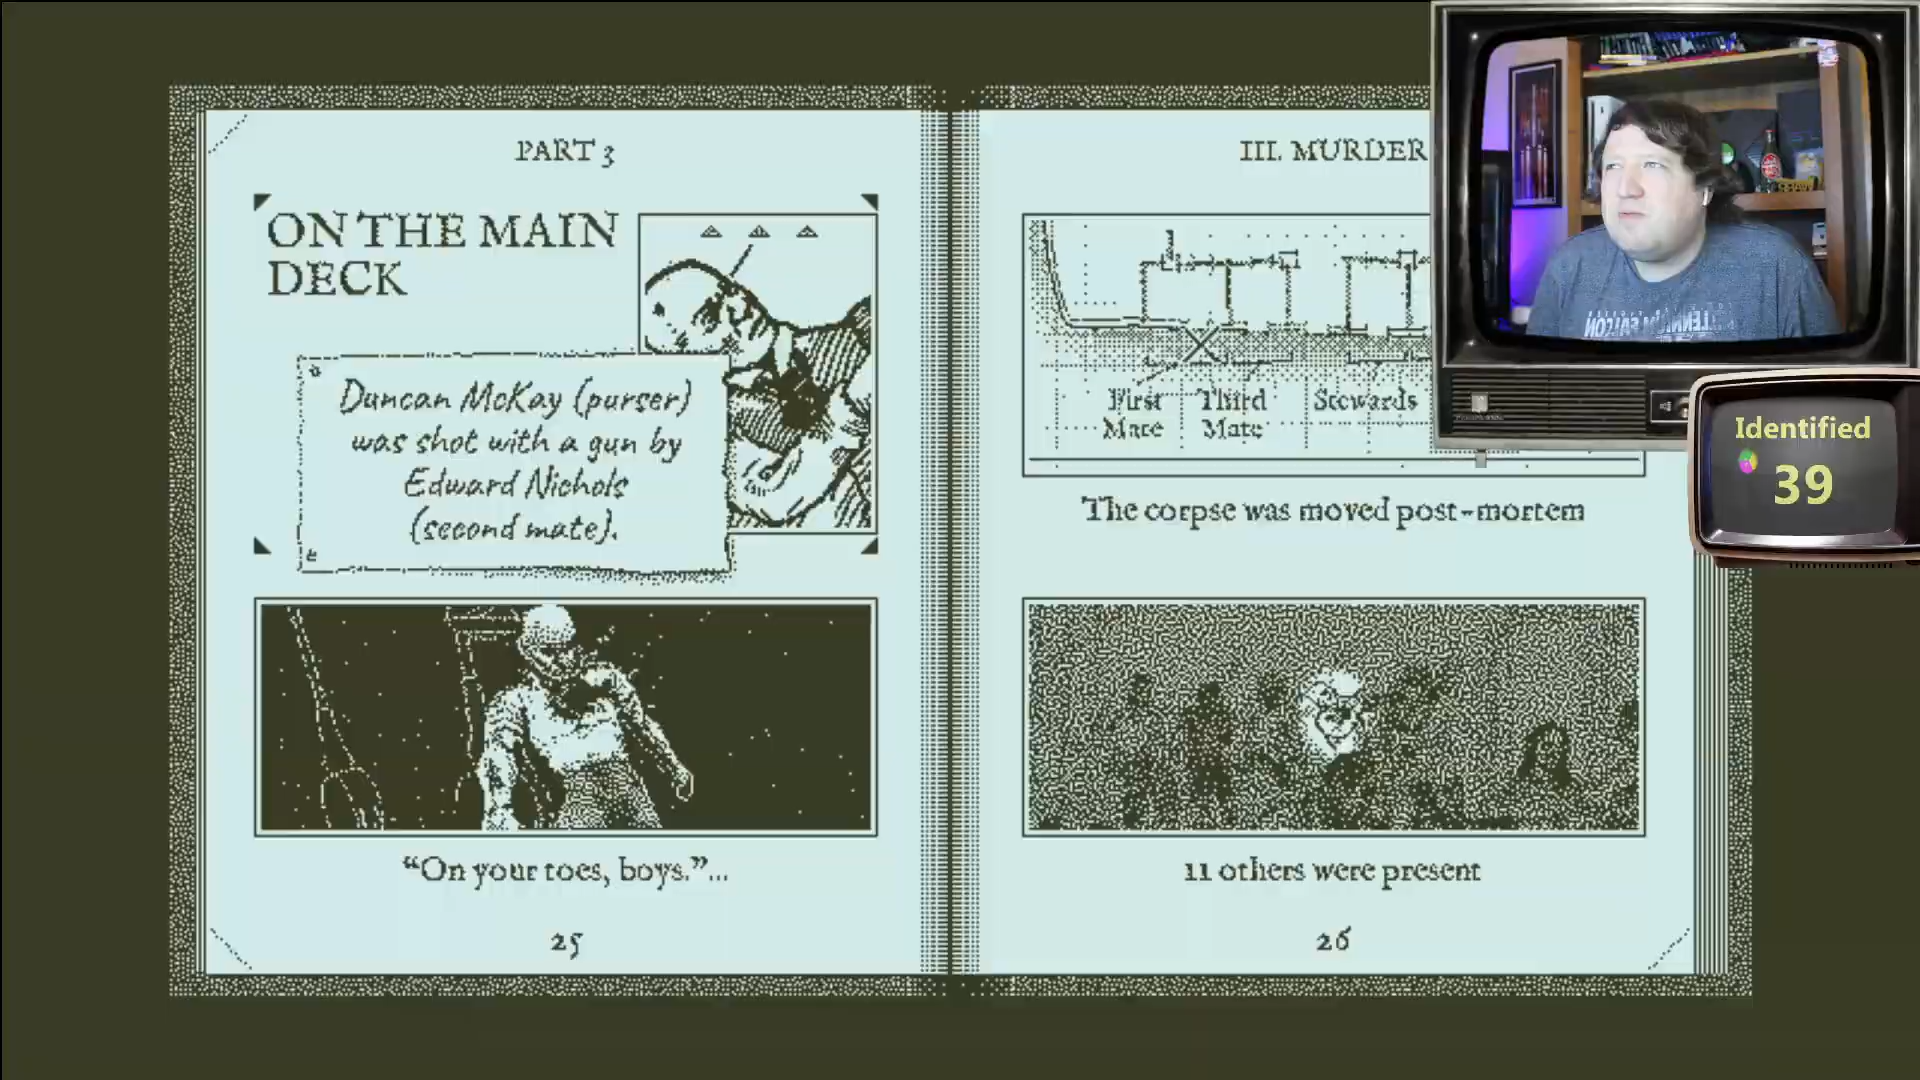 PART 3
ON THE MAIN
DECK
Duncan McKay (purser)
was shot with a gun by
Edward Nichols
(second mate).
"On your toes, boys."...
25
III. MURDER
First
Mate
Third
Mate
Stewards
The corpse was moved post-mortem
11 others were present
26
Identified
39